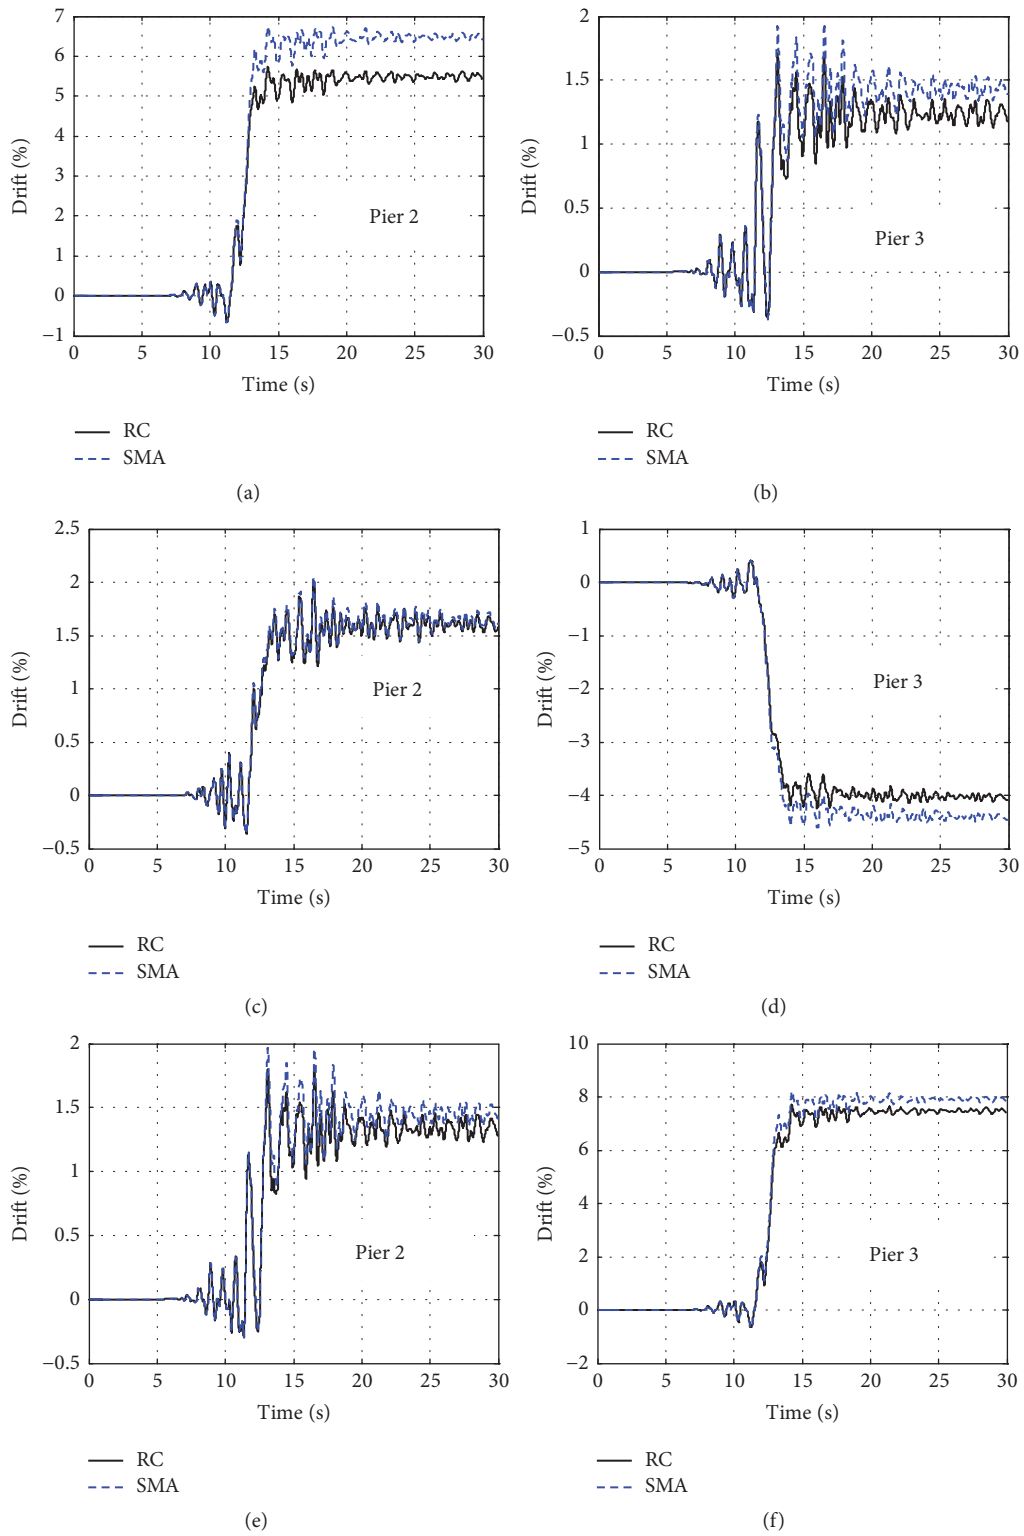 7
6
5
4
3
2
1
0
−1
Drift (%)
Pier 2
0 5 10 15 20 25 30
Time (s)
RC
SMA
(a)
2
1.5
1
0.5
0
−0.5
Drift (%)
Pier 3
0 5 10 15 20 25 30
Time (s)
RC
SMA
(b)
2.5
2
1.5
1
0.5
0
−0.5
Drift (%)
Pier 2
0 5 10 15 20 25 30
Time (s)
RC
SMA
(c)
1
0
−1
−2
−3
−4
−5
Drift (%)
Pier 3
0 5 10 15 20 25 30
Time (s)
RC
SMA
(d)
2
1.5
1
0.5
0
−0.5
Drift (%)
Pier 2
0 5 10 15 20 25 30
Time (s)
RC
SMA
(e)
10
8
6
4
2
0
−2
Drift (%)
Pier 3
0 5 10 15 20 25 30
Time (s)
RC
SMA
(f)